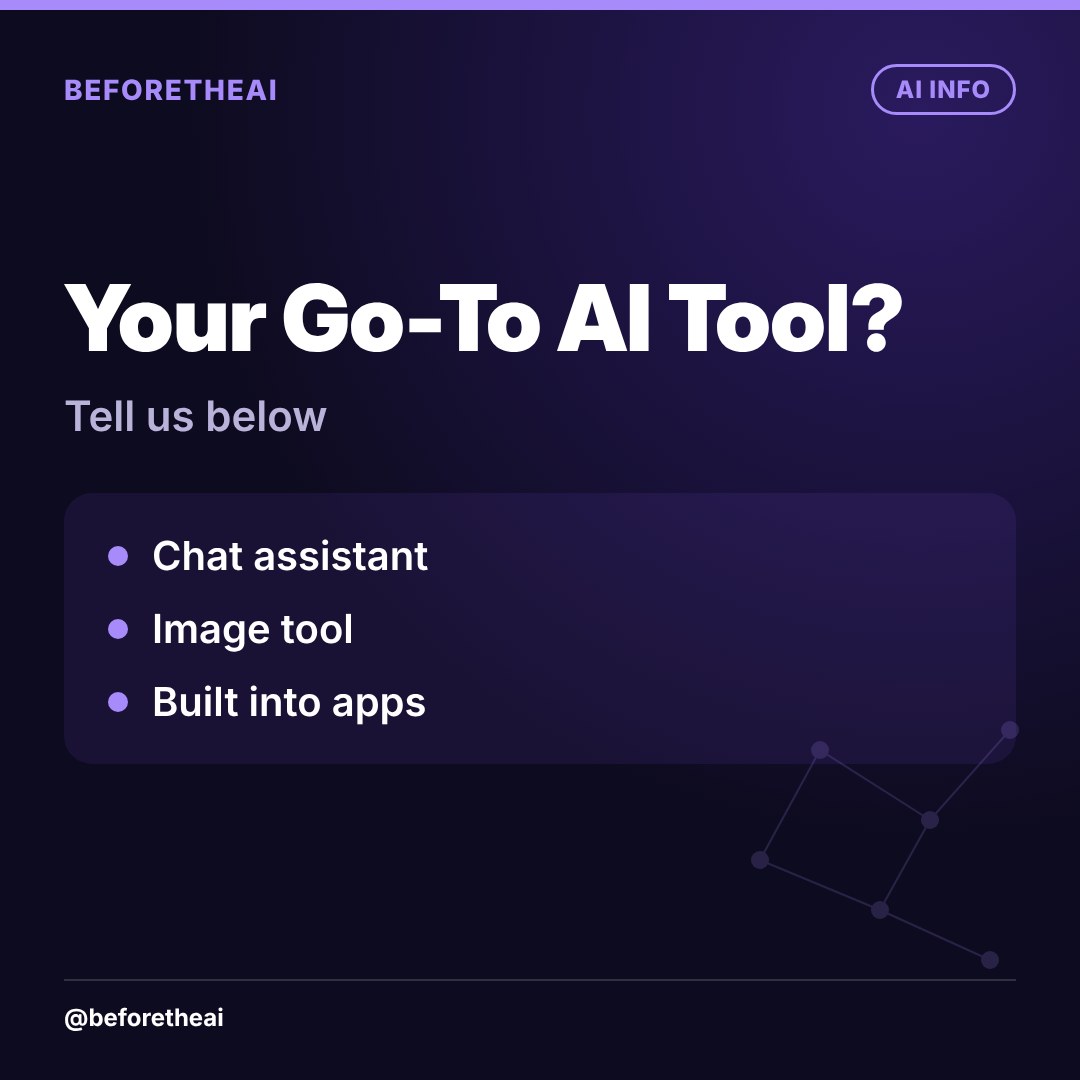 BEFORETHEAI
AI INFO
Your Go-To AI Tool?
Tell us below
Chat assistant
Image tool
Built into apps
@beforetheai